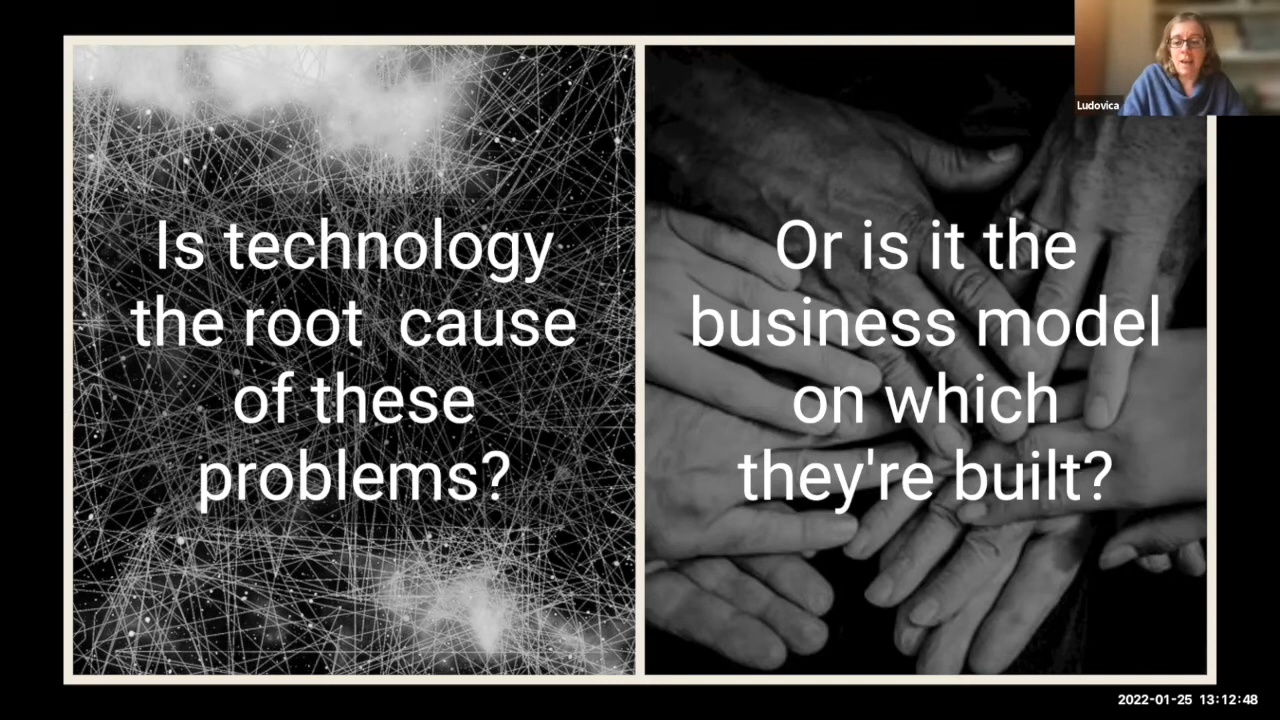 Is technology
the root  cause
of these
problems?
Or is it the
business model
on which
they're built?
Ludovica
2022-01-25 13:12:48